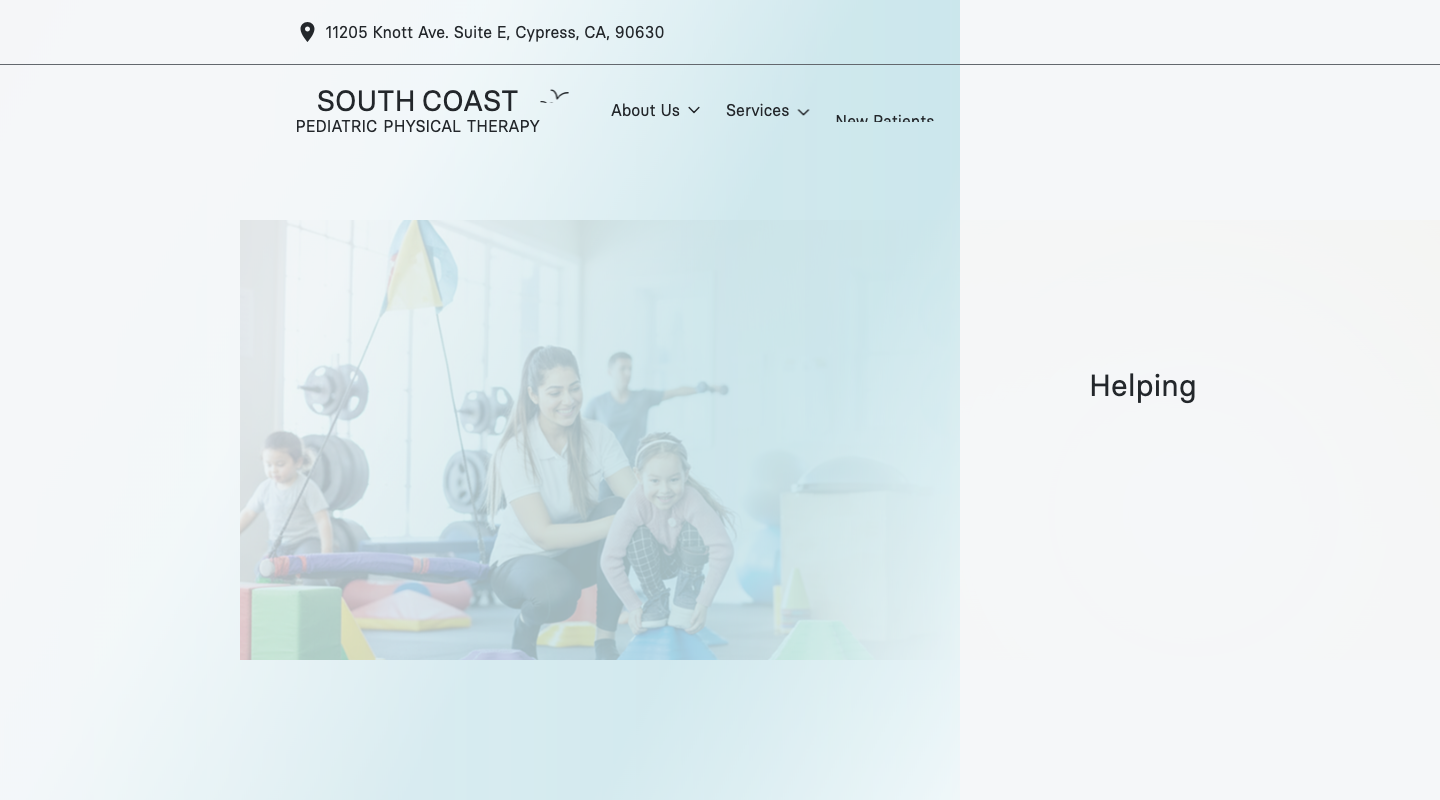 11205 Knott Ave. Suite E, Cypress, CA, 90630
SOUTH COAST
PEDIATRIC PHYSICAL THERAPY
About Us
Services
New Patients
Helping